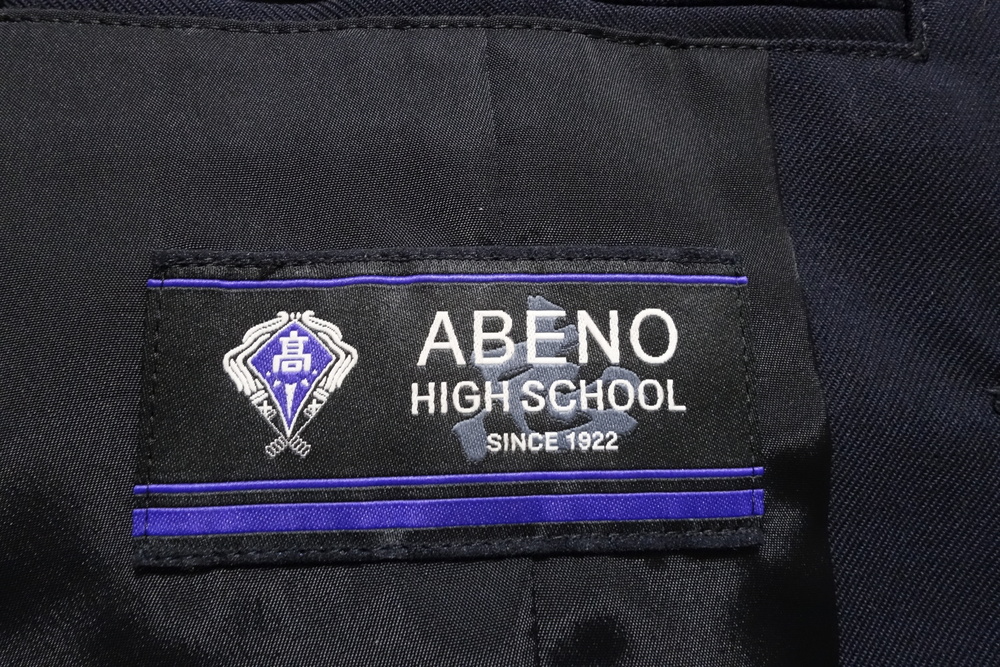 高
ABENO
HIGH SCHOOL
SINCE 1922